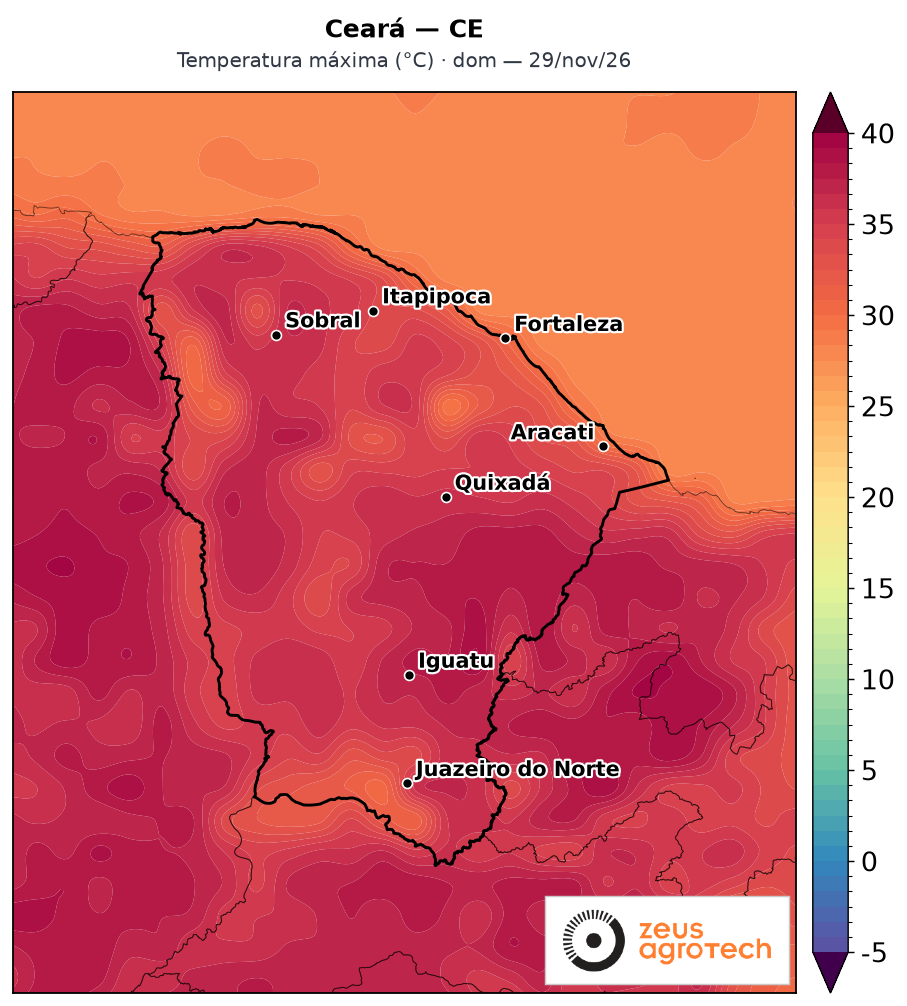 Ceará — CE
Temperatura máxima (°C) · dom — 29/nov/26
40
35
30
25
20
15
10
5
0
-5
Itapipoca
Sobral
Fortaleza
Aracati
Quixadá
Iguatu
Juazeiro do Norte
zeus
agrotech